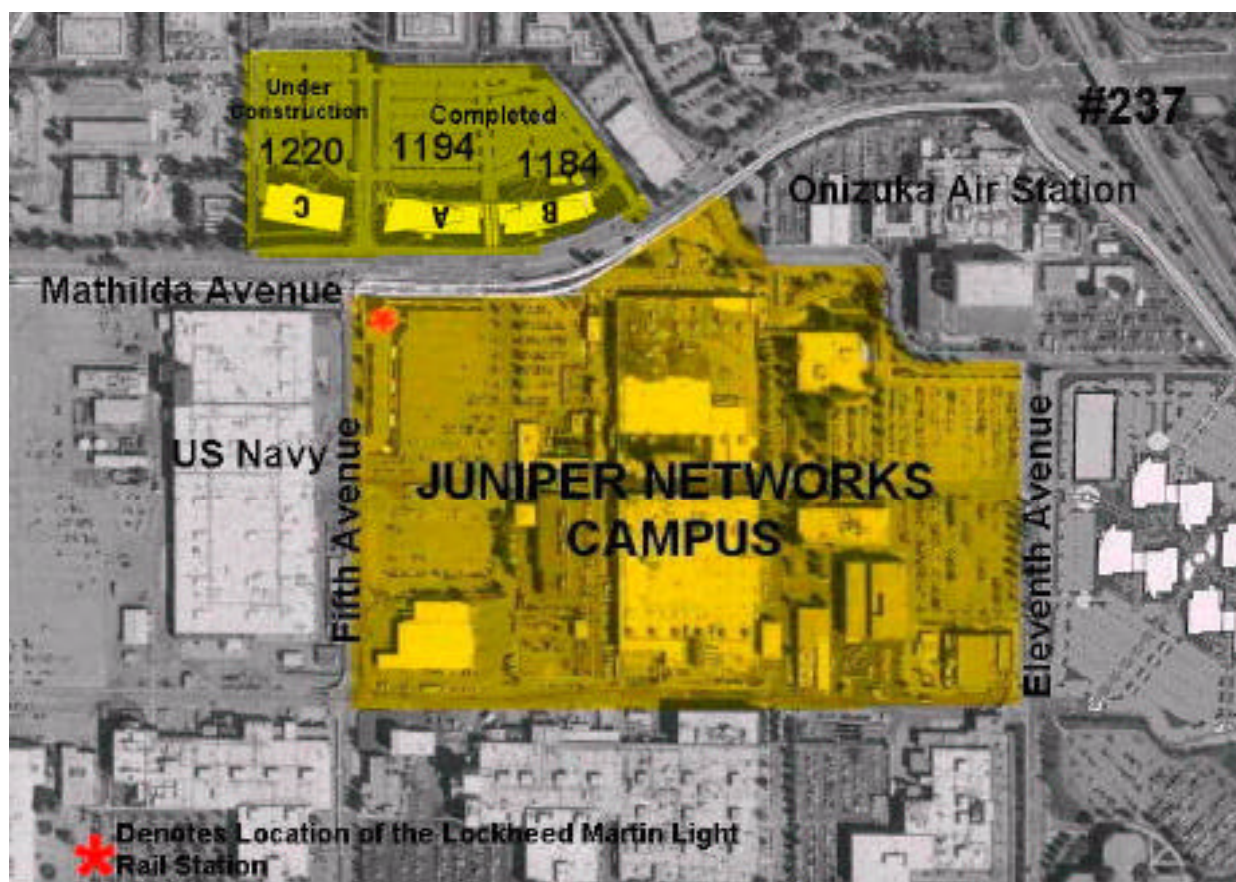 Under
Construction
Completed
1220
1194
1184
C
A
B
#237
Onizuka Air Station
Mathilda Avenue
US Navy
Fifth Avenue
JUNIPER NETWORKS
CAMPUS
Eleventh Avenue
Denotes Location of the Lockheed Martin Light
Rail Station